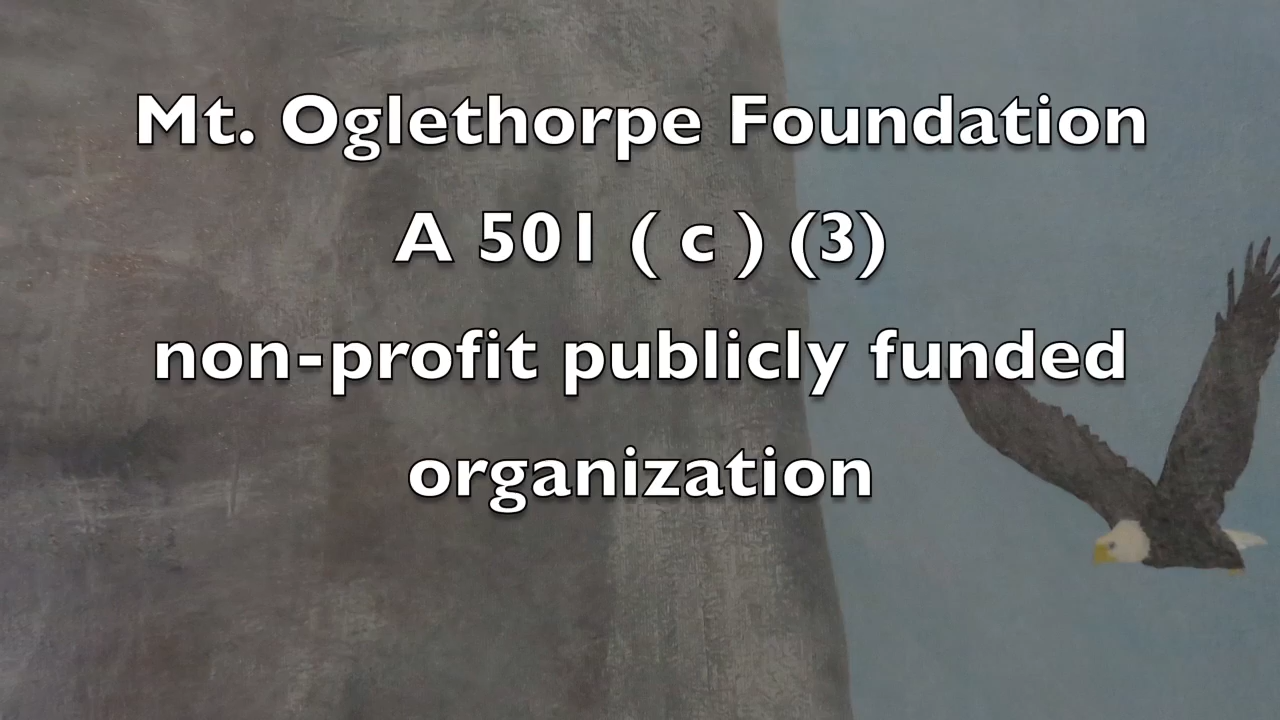 Mt. Oglethorpe Foundation
A 501 ( c ) (3)
non-profit publicly funded
organization